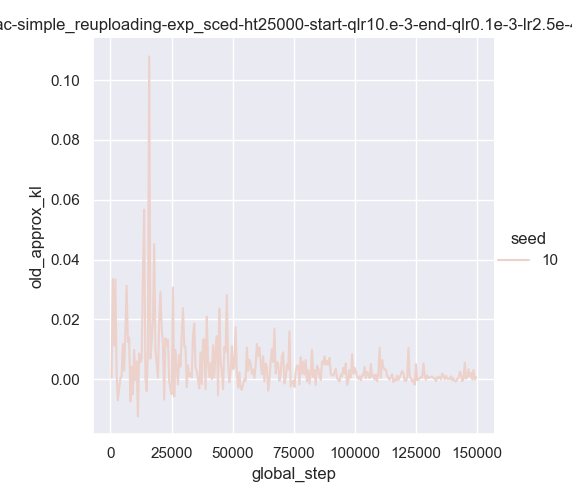 ac-simple_reuploading-exp_sced-ht25000-start-qlr10.e-3-end-qlr0.1e-3-lr2.5e-4
0.10
0.08
0.06
0.04
0.02
0.00
old_approx_kl
0 25000 50000 75000 100000 125000 150000
global_step
seed
10